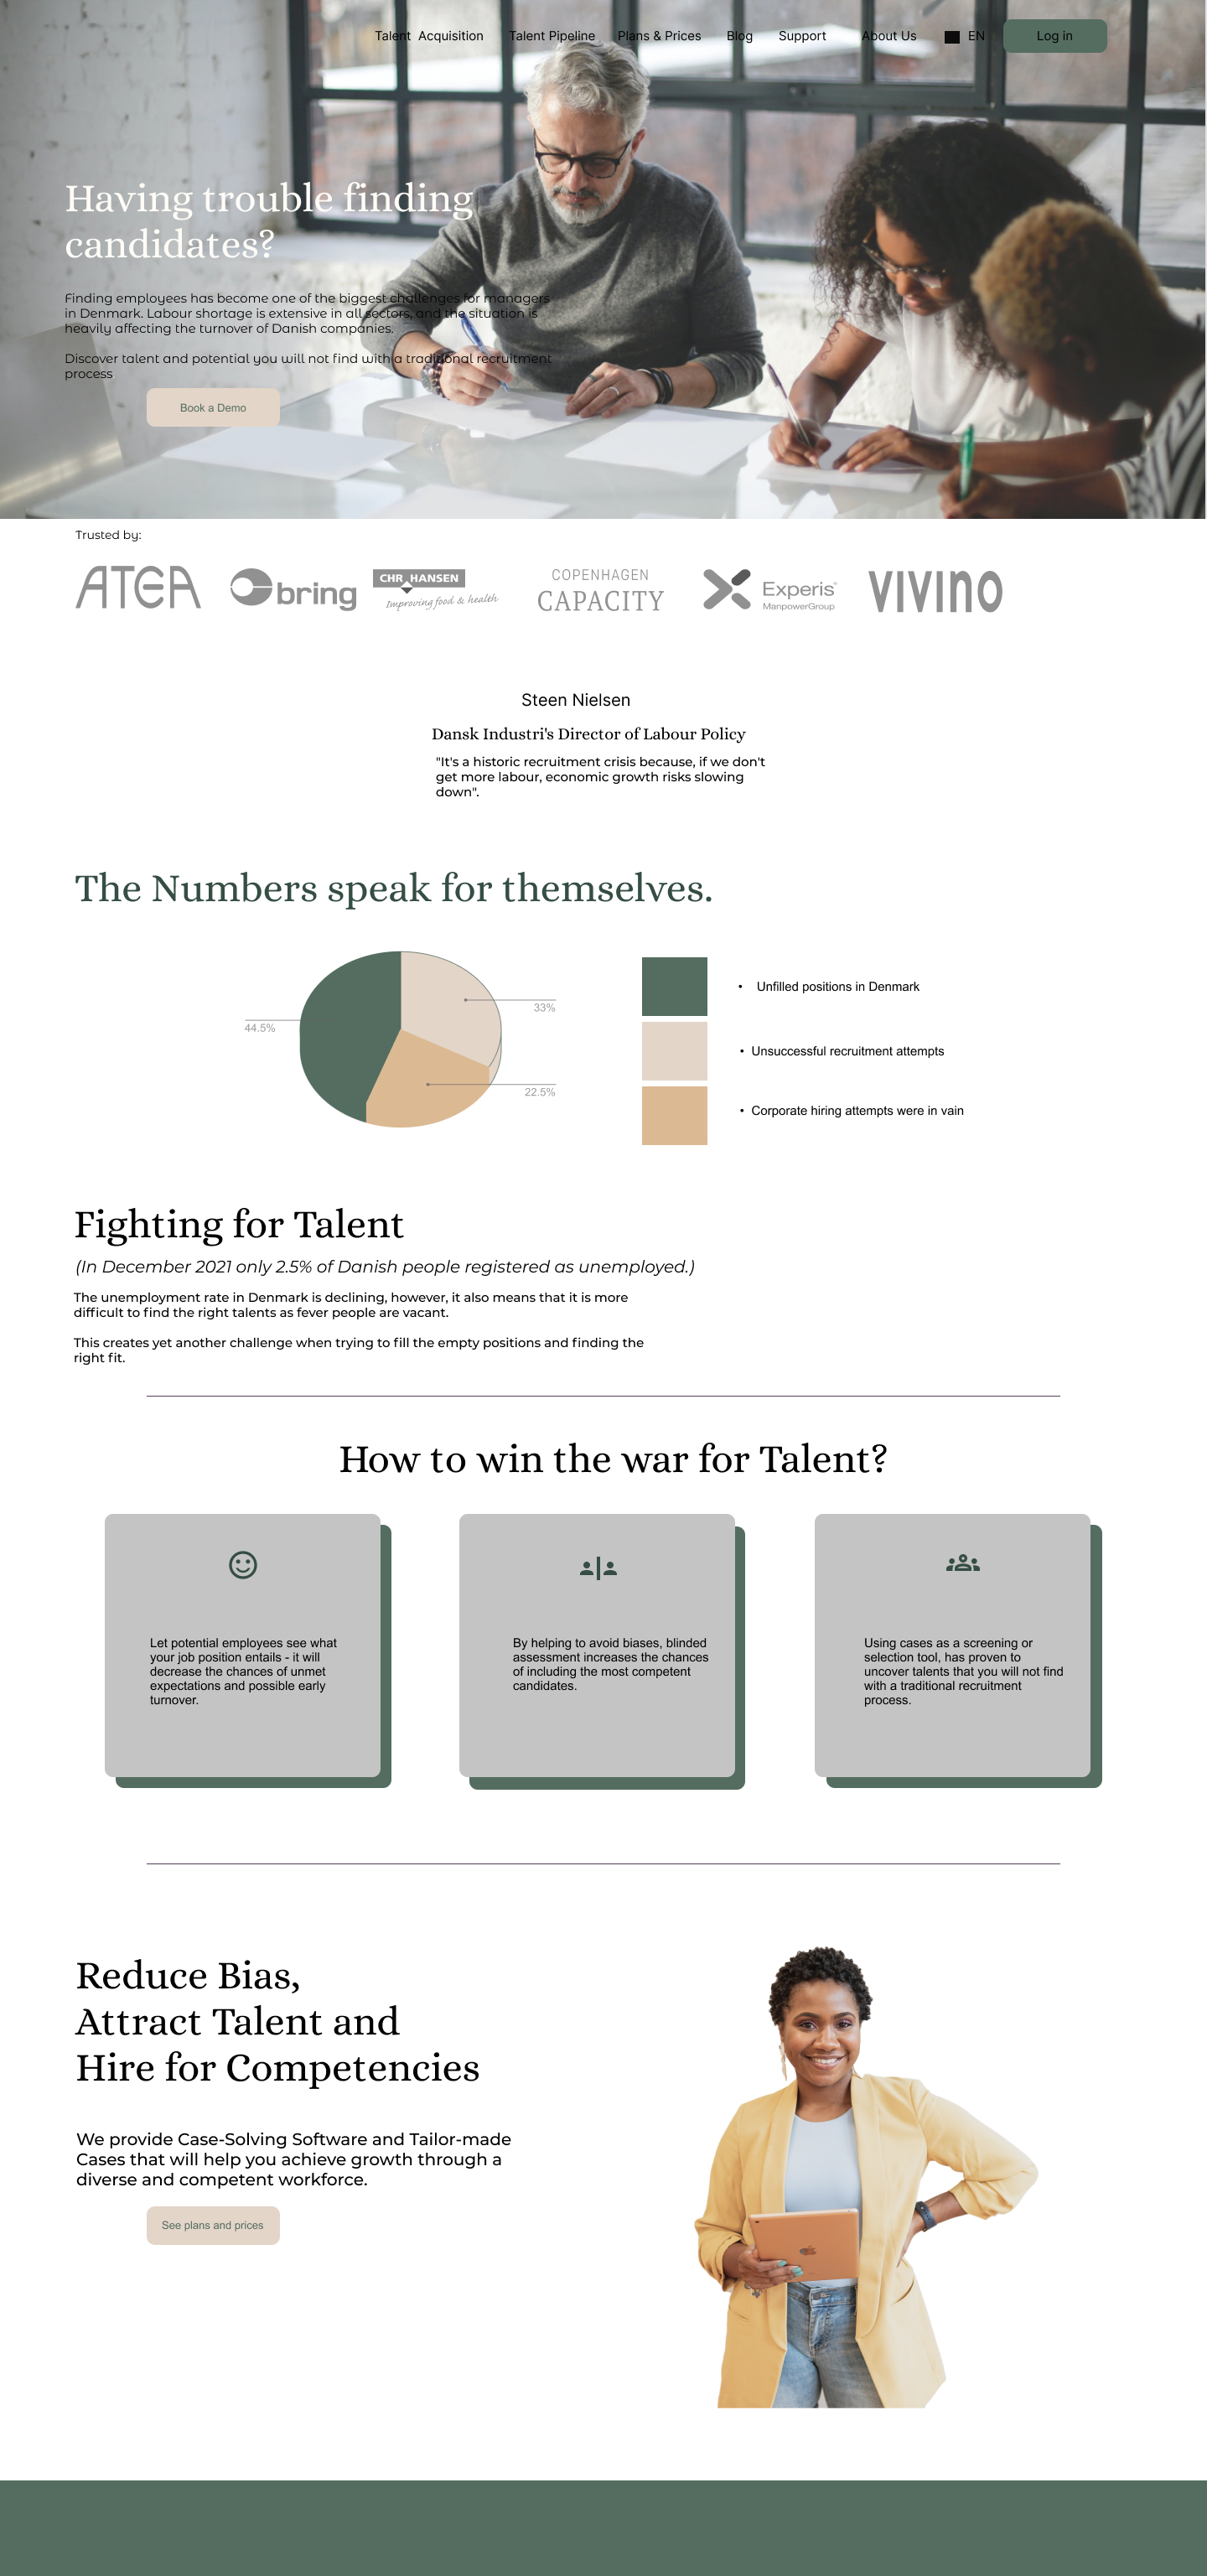 Talent  Acquisition
Talent Pipeline
Plans & Prices
Blog
Support
About Us
EN
Log in
Having trouble finding
candidates?
Finding employees has become one of the biggest challenges for managers
in Denmark. Labour shortage is extensive in all sectors, and the situation is
heavily affecting the turnover of Danish companies.
Discover talent and potential you will not find with a traditional recruitment
process
Book a Demo
Trusted by:
ATEA
bring
CHR HANSEN
Improving food & health
COPENHAGEN
CAPACITY
Experis
ManpowerGroup
VIVINO
Steen Nielsen
Dansk Industri's Director of Labour Policy
"It's a historic recruitment crisis because, if we don't
get more labour, economic growth risks slowing
down".
The Numbers speak for themselves.
33%
44.5%
22.5%
• Unfilled positions in Denmark
• Unsuccessful recruitment attempts
• Corporate hiring attempts were in vain
Fighting for Talent
(In December 2021 only 2.5% of Danish people registered as unemployed.)
The unemployment rate in Denmark is declining, however, it also means that it is more
difficult to find the right talents as fever people are vacant.
This creates yet another challenge when trying to fill the empty positions and finding the
right fit.
How to win the war for Talent?
Let potential employees see what
your job position entails - it will
decrease the chances of unmet
expectations and possible early
turnover.
By helping to avoid biases, blinded
assessment increases the chances
of including the most competent
candidates.
Using cases as a screening or
selection tool, has proven to
uncover talents that you will not find
with a traditional recruitment
process.
Reduce Bias,
Attract Talent and
Hire for Competencies
We provide Case-Solving Software and Tailor-made
Cases that will help you achieve growth through a
diverse and competent workforce.
See plans and prices